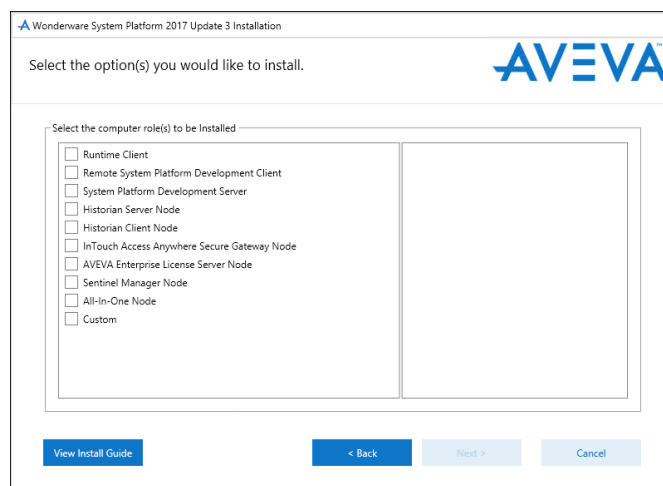 Wonderware System Platform 2017 Update 3 Installation
Select the option(s) you would like to install.
AVEVA™
Select the computer role(s) to be Installed
Runtime Client
Remote System Platform Development Client
System Platform Development Server
Historian Server Node
Historian Client Node
InTouch Access Anywhere Secure Gateway Node
AVEVA Enterprise License Server Node
Sentinel Manager Node
All-In-One Node
Custom
View Install Guide
< Back
Next >
Cancel